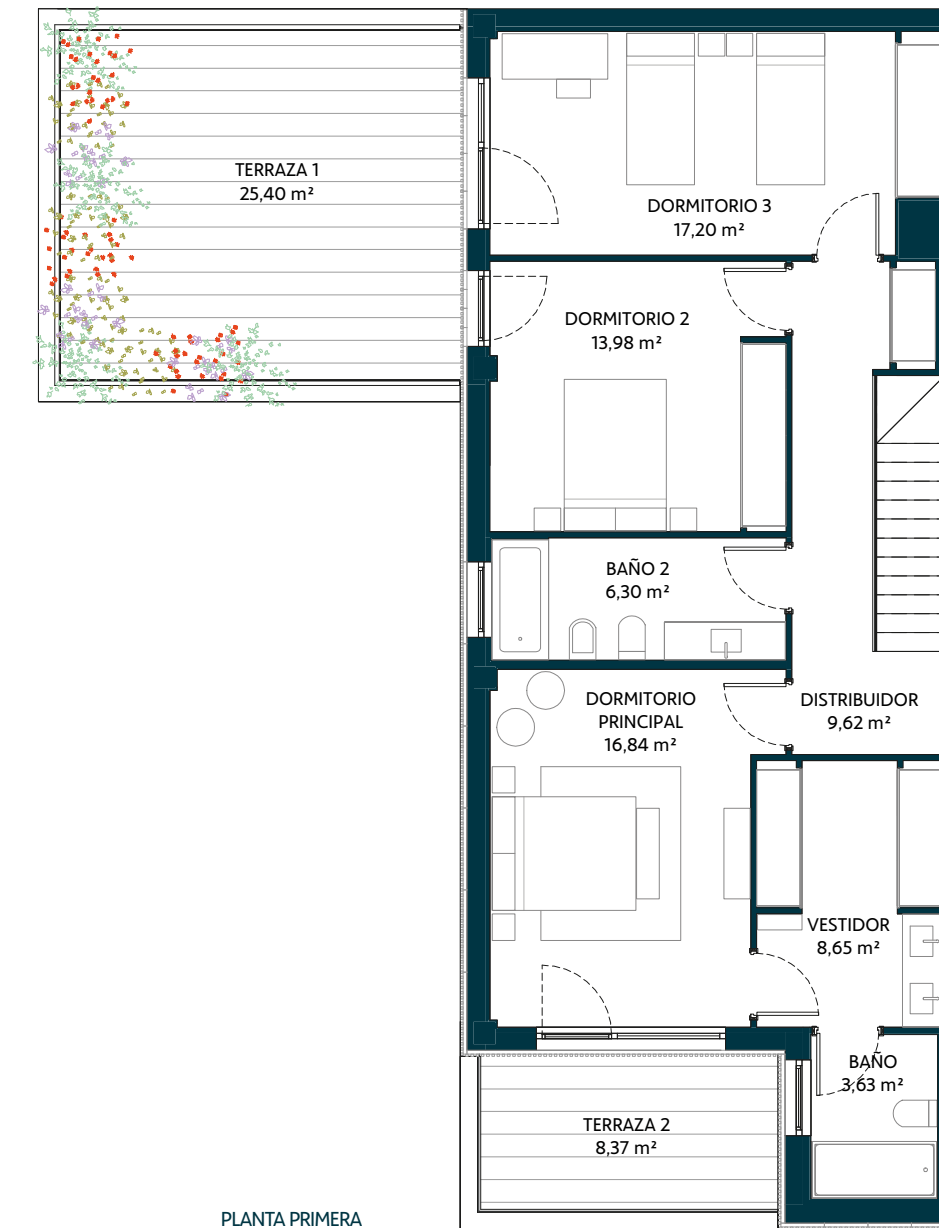 TERRAZA 1
25,40 m²
DORMITORIO 3
17,20 m²
DORMITORIO 2
13,98 m²
BAÑO 2
6,30 m²
DORMITORIO
PRINCIPAL
16,84 m²
DISTRIBUIDOR
9,62 m²
VESTIDOR
8,65 m²
BAÑO
3,63 m²
TERRAZA 2
8,37 m²
PLANTA PRIMERA